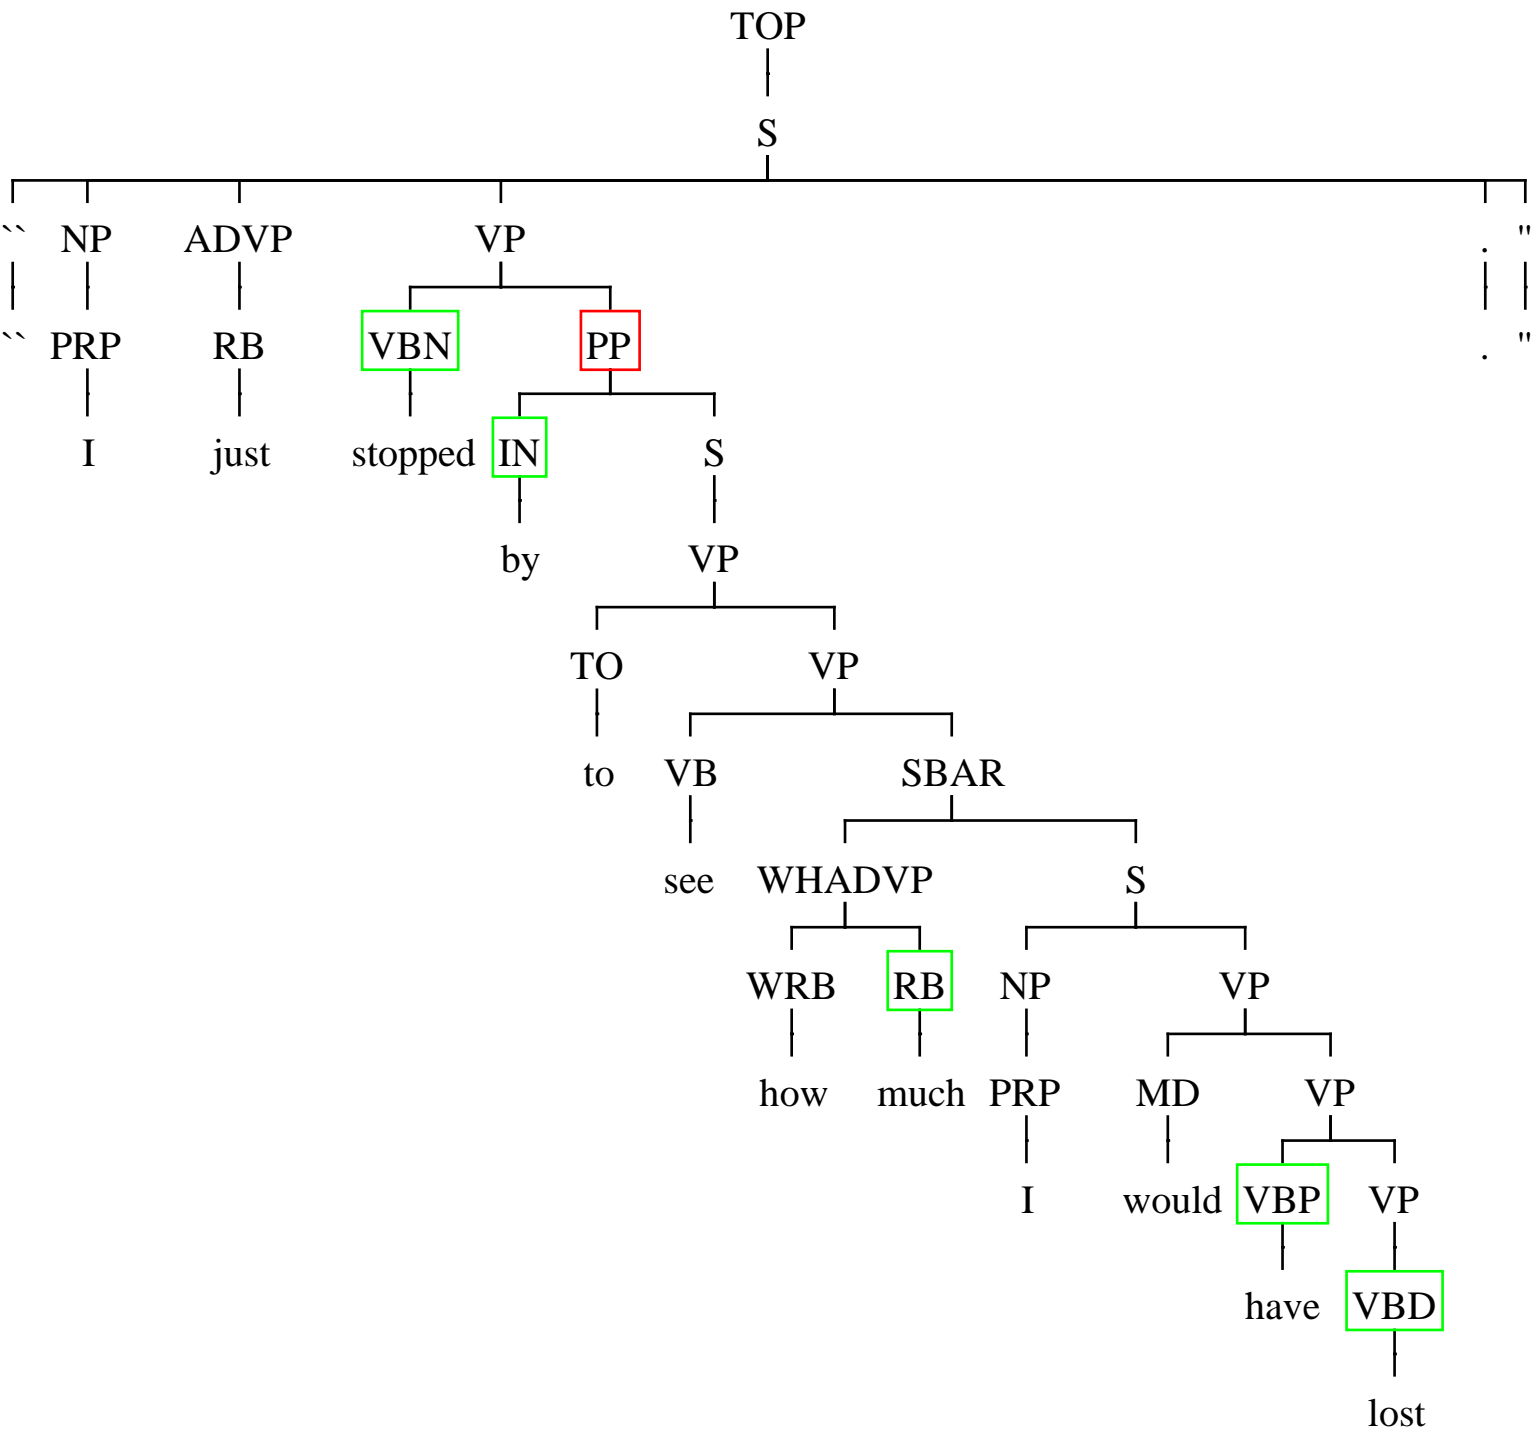 TOP
S
`` NP ADVP VP . "
`` PRP RB VBN PP . "
I just stopped IN S
by VP
TO VP
to VB SBAR
see WHADVP S
WRB RB NP VP
how much PRP MD VP
I would VBP VP
have VBD
lost